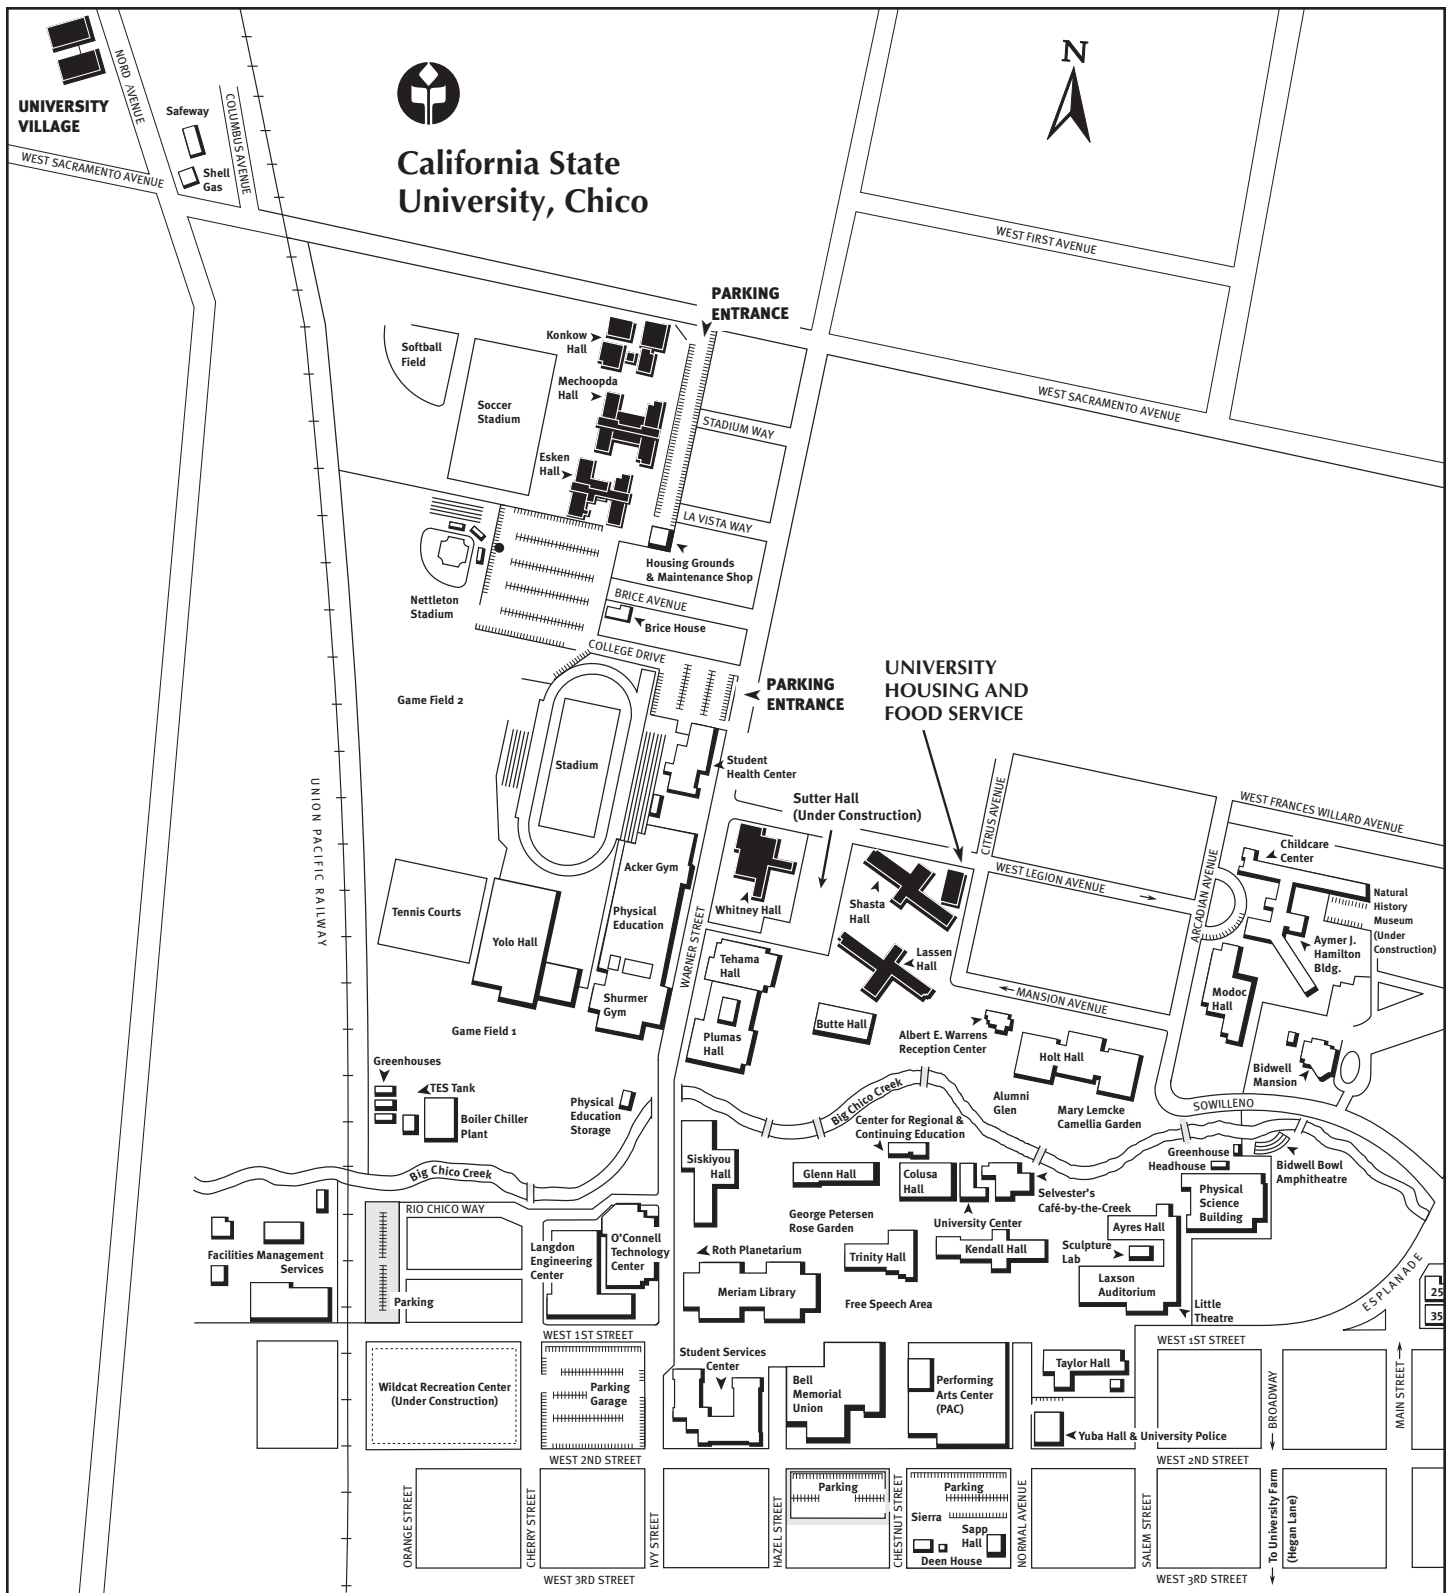 UNIVERSITY
VILLAGE
NORD AVENUE
Safeway
COLUMBUS AVENUE
Shell
Gas
WEST SACRAMENTO AVENUE
California State
University, Chico
N
WEST FIRST AVENUE
PARKING
ENTRANCE
Konkow
Hall
Softball
Field
Mechoopda
Hall
Soccer
Stadium
WEST SACRAMENTO AVENUE
STADIUM WAY
Esken
Hall
LA VISTA WAY
Housing Grounds
& Maintenance Shop
Nettleton
Stadium
BRICE AVENUE
Brice House
COLLEGE DRIVE
UNIVERSITY
HOUSING AND
FOOD SERVICE
PARKING
ENTRANCE
Game Field 2
Stadium
Student
Health Center
UNION PACIFIC RAILWAY
Sutter Hall
(Under Construction)
CITRUS AVENUE
WEST FRANCES WILLARD AVENUE
Childcare
Center
Acker Gym
WEST LEGION AVENUE
ARCADIAN AVENUE
Natural
History
Museum
(Under
Construction)
Tennis Courts
Physical
Education
Whitney Hall
Shasta
Hall
Yolo Hall
WARNER STREET
Aymer J.
Hamilton
Bldg.
Tehama
Hall
Lassen
Hall
Shurmer
Gym
MANSION AVENUE
Modoc
Hall
Game Field 1
Plumas
Hall
Butte Hall
Albert E. Warrens
Reception Center
Holt Hall
Greenhouses
TES Tank
Boiler Chiller
Plant
Physical
Education
Storage
Big Chico Creek
Alumni
Glen
Mary Lemcke
Camellia Garden
Bidwell
Mansion
SOWILLENO
Center for Regional &
Continuing Education
Greenhouse
Headhouse
Bidwell Bowl
Amphitheatre
Big Chico Creek
Siskiyou
Hall
Glenn Hall
Colusa
Hall
Selvester's
Café-by-the-Creek
Physical
Science
Building
RIO CHICO WAY
George Petersen
Rose Garden
University Center
Ayres Hall
Facilities Management
Services
Langdon
Engineering
Center
O'Connell
Technology
Center
Roth Planetarium
Trinity Hall
Kendall Hall
Sculpture
Lab
Parking
Meriam Library
Free Speech Area
Laxson
Auditorium
Little
Theatre
ESPLANADE
25
35
WEST 1ST STREET
WEST 1ST STREET
Student Services
Center
Taylor Hall
Wildcat Recreation Center
(Under Construction)
Parking
Garage
Bell
Memorial
Union
Performing
Arts Center
(PAC)
BROADWAY
MAIN STREET
Yuba Hall & University Police
WEST 2ND STREET
WEST 2ND STREET
ORANGE STREET
CHERRY STREET
IVY STREET
HAZEL STREET
Parking
CHESTNUT STREET
Parking
Sierra
Sapp
Hall
Deen House
NORMAL AVENUE
SALEM STREET
To University Farm
(Hegan Lane)
WEST 3RD STREET
WEST 3RD STREET